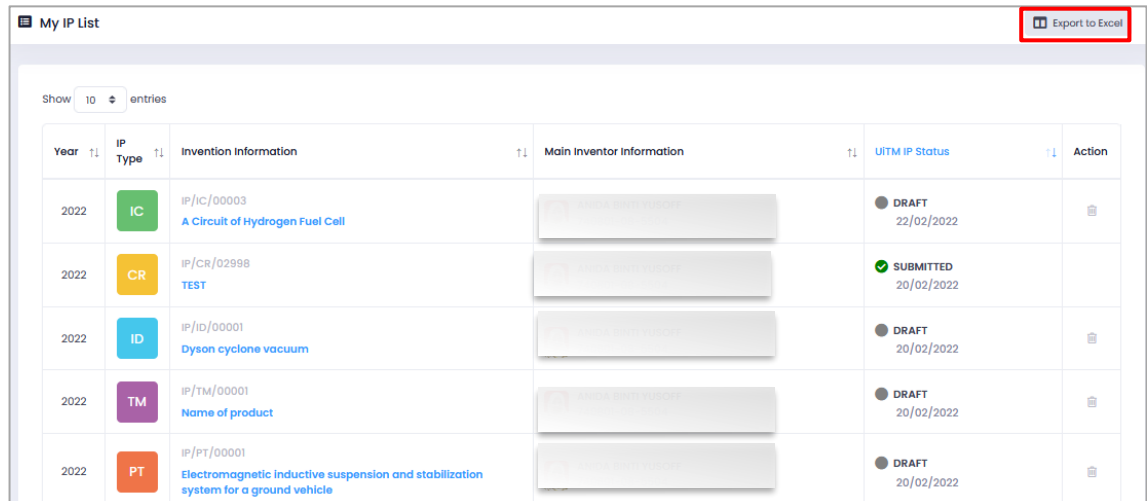 My IP List
Export to Excel
Show 10 entries
Year
IP Type
Invention Information
Main Inventor Information
UiTM IP Status
Action
2022
IC
IP/IC/00003
A Circuit of Hydrogen Fuel Cell
DRAFT
22/02/2022
2022
CR
IP/CR/02998
TEST
SUBMITTED
20/02/2022
2022
ID
IP/ID/00001
Dyson cyclone vacuum
DRAFT
20/02/2022
2022
TM
IP/TM/00001
Name of product
DRAFT
20/02/2022
2022
PT
IP/PT/00001
Electromagnetic inductive suspension and stabilization
system for a ground vehicle
DRAFT
20/02/2022